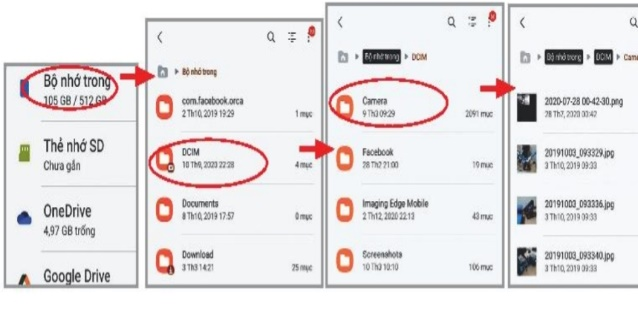 Bộ nhớ trong
105 GB / 512 GB
Thẻ nhớ SD
Chưa gắn
OneDrive
4,97 GB trống
Google Drive
Bộ nhớ trong
com.facebook.orca
2 Th10, 2019 19:29
1 mục
DCIM
10 Th9, 2023 22:28
4 mục
Documents
8 Th10, 2019 17:57
0 mục
Download
3 Th3 14:21
25 mục
Bộ nhớ trong DCIM
Camera
9 Th3 09:29
2091 mục
Facebook
28 Th2 21:00
19 mục
Imaging Edge Mobile
2 Th12, 2020 22:13
43 mục
Screenshots
10 Th3 10:10
106 mục
Bộ nhớ trong DCIM Came
2020-07-28 00-42-30.png
28 Th7, 2020 00:42
20191003_093329.jpg
3 Th10, 2019 09:33
20191003_093336.jpg
3 Th10, 2019 09:33
20191003_093340.jpg
3 Th10, 2019 09:33